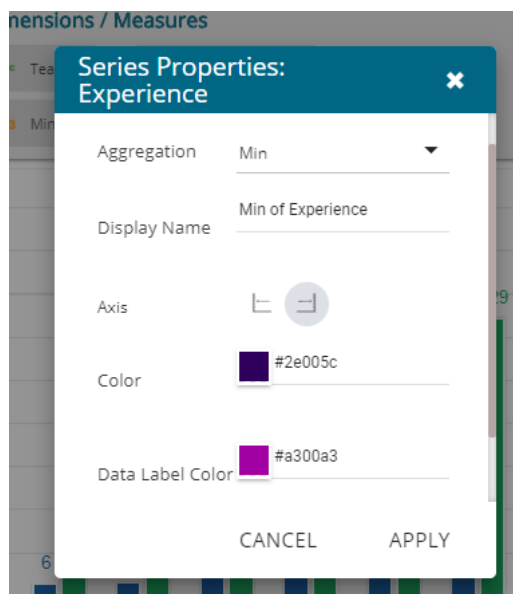 mensions / Measures
Tea
Min
Series Properties:
Experience
Aggregation
Min
Display Name
Min of Experience
Axis
Color
#2e005c
Data Label Color
#a300a3
CANCEL
APPLY
29
6